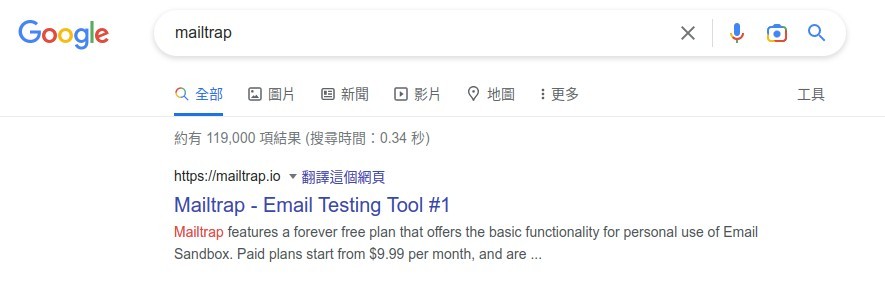 Google mailtrap
全部 圖片 新聞 影片 地圖 更多 工具
約有 119,000 項結果 (搜尋時間：0.34 秒)
https://mailtrap.io 翻譯這個網頁
Mailtrap - Email Testing Tool #1
Mailtrap features a forever free plan that offers the basic functionality for personal use of Email
Sandbox. Paid plans start from $9.99 per month, and are ...